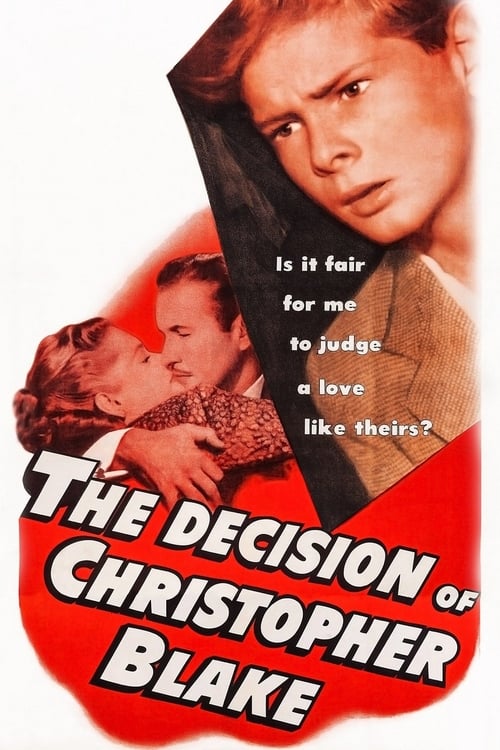 Is it fair
for me
to judge
a love
like theirs?
THE DECISION OF
CHRISTOPHER
BLAKE